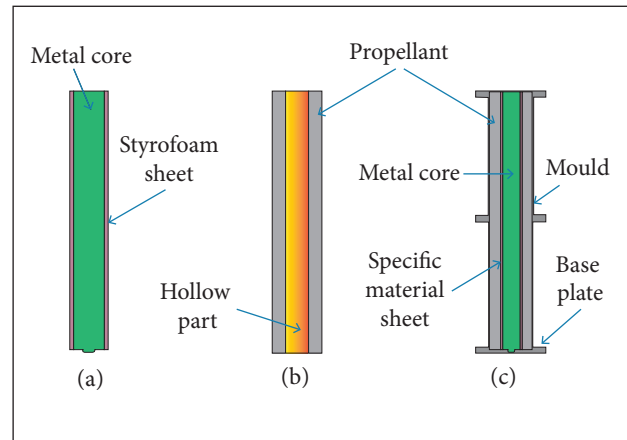 Metal core
Styrofoam
sheet
(a)
Propellant
Hollow
part
(b)
Metal core
Mould
Specific
material
sheet
Base
plate
(c)